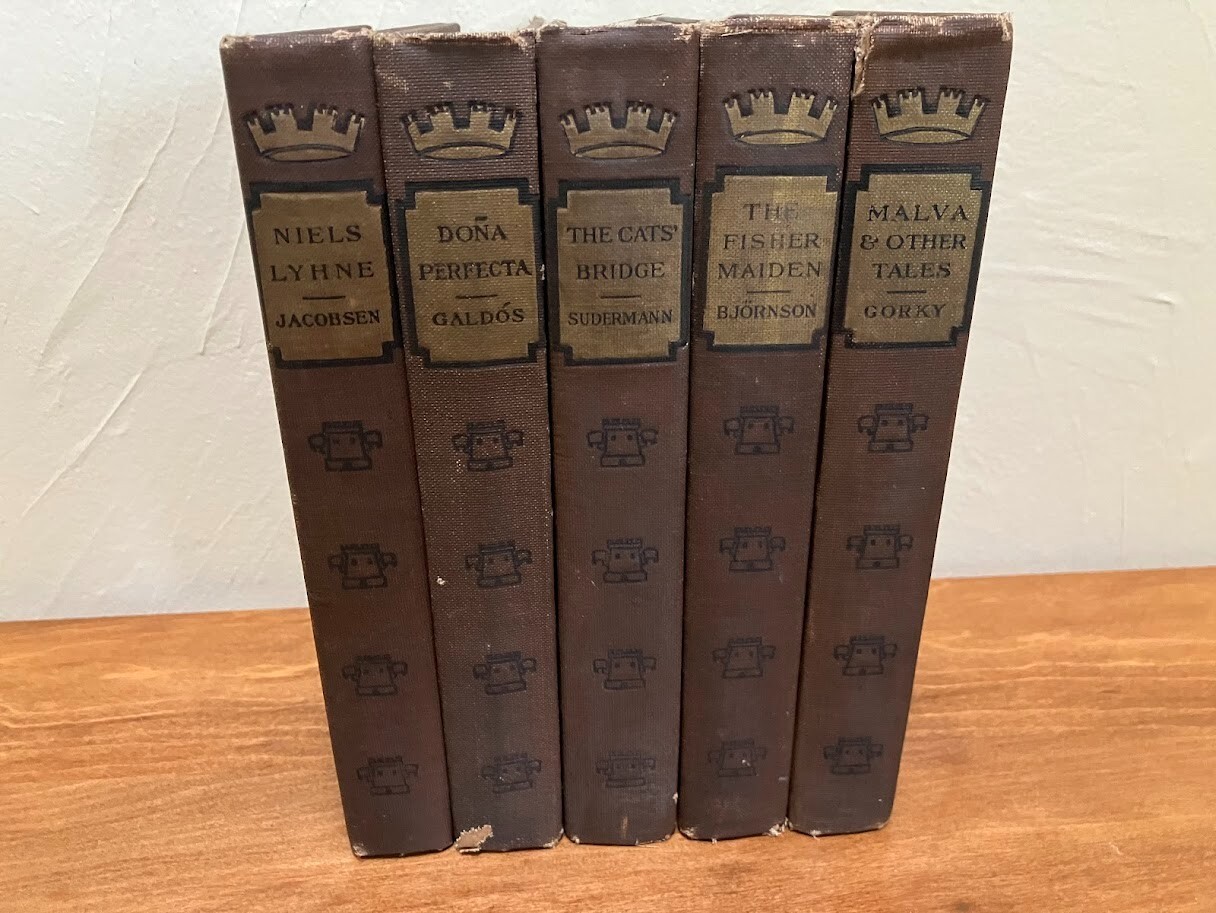 NIELS
LYHNE
JACOBSEN
DOÑA
PERFECTA
GALDÓS
THE CATS'
BRIDGE
SUDERMANN
THE
FISHER
MAIDEN
BJÖRNSON
MALVA
& OTHER
TALES
GORKY